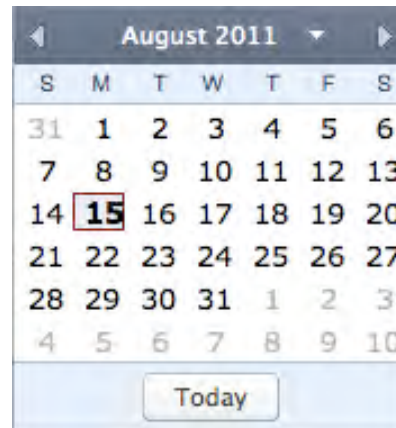 August 2011
S M T W T F S
31 1 2 3 4 5 6
7 8 9 10 11 12 13
14 15 16 17 18 19 20
21 22 23 24 25 26 27
28 29 30 31 1 2 3
4 5 6 7 8 9 10
Today